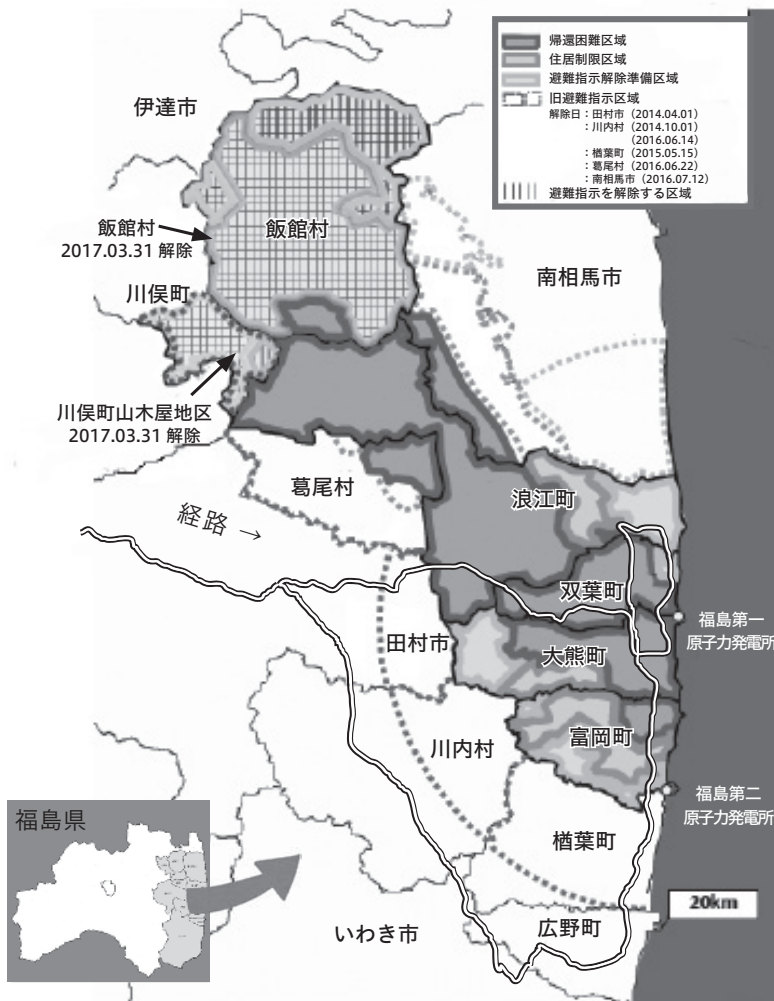 帰還困難区域
住居制限区域
避難指示解除準備区域
旧避難指示区域
解除日：田村市（2014.04.01）
：川内村（2014.10.01）
（2016.06.14）
：楢葉町（2015.05.15）
：葛尾村（2016.06.22）
：南相馬市（2016.07.12）
避難指示を解除する区域
伊達市
飯館村
2017.03.31 解除
飯館村
南相馬市
川俣町
川俣町山木屋地区
2017.03.31 解除
葛尾村
浪江町
経路 →
双葉町
福島第一
原子力発電所
田村市
大熊町
川内村
富岡町
福島第二
原子力発電所
福島県
楢葉町
20km
いわき市
広野町